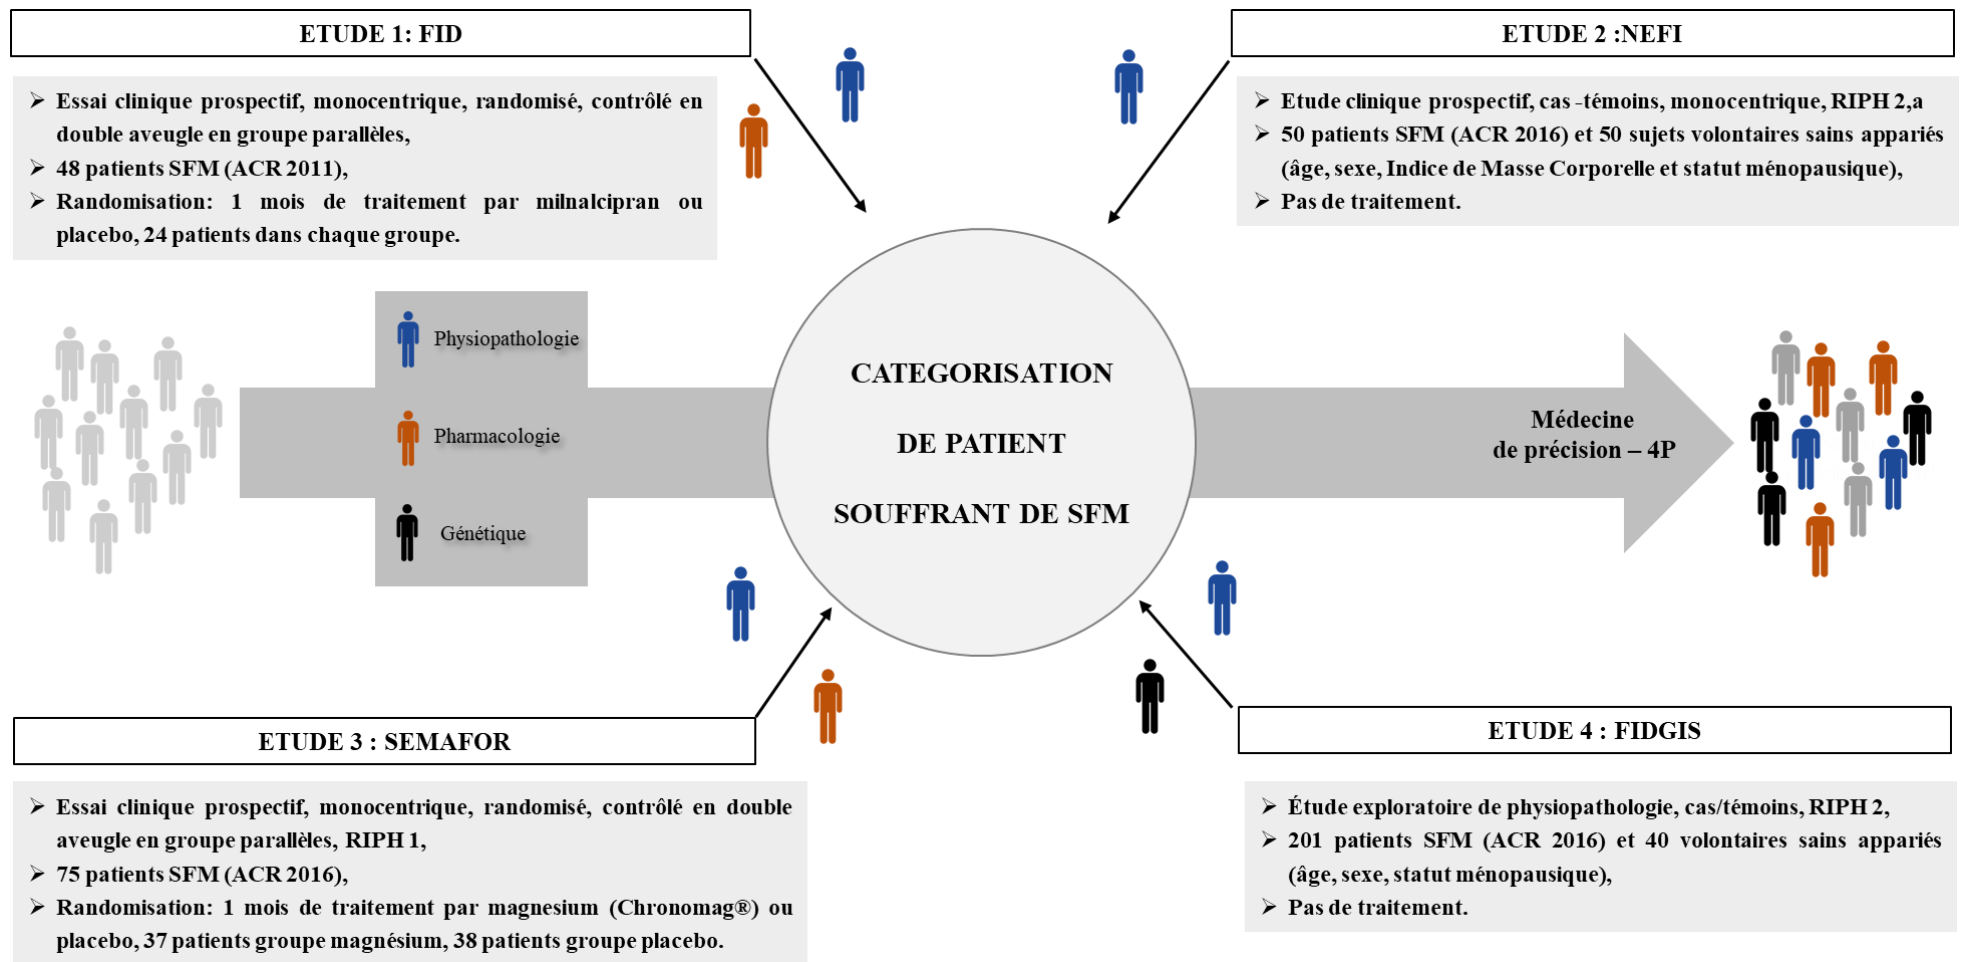 ETUDE 1: FID
➢ Essai clinique prospectif, monocentrique, randomisé, contrôlé en
double aveugle en groupe parallèles,
➢ 48 patients SFM (ACR 2011),
➢ Randomisation: 1 mois de traitement par milnalcipran ou
placebo, 24 patients dans chaque groupe.
ETUDE 2 :NEFI
➢ Etude clinique prospectif, cas -témoins, monocentrique, RIPH 2,a
➢ 50 patients SFM (ACR 2016) et 50 sujets volontaires sains appariés
(âge, sexe, Indice de Masse Corporelle et statut ménopausique),
➢ Pas de traitement.
Physiopathologie
Pharmacologie
Génétique
CATEGORISATION
DE PATIENT
SOUFFRANT DE SFM
Médecine
de précision – 4P
ETUDE 3 : SEMAFOR
➢ Essai clinique prospectif, monocentrique, randomisé, contrôlé en double
aveugle en groupe parallèles, RIPH 1,
➢ 75 patients SFM (ACR 2016),
➢ Randomisation: 1 mois de traitement par magnesium (Chronomag®) ou
placebo, 37 patients groupe magnésium, 38 patients groupe placebo.
ETUDE 4 : FIDGIS
➢ Étude exploratoire de physiopathologie, cas/témoins, RIPH 2,
➢ 201 patients SFM (ACR 2016) et 40 volontaires sains appariés
(âge, sexe, statut ménopausique),
➢ Pas de traitement.